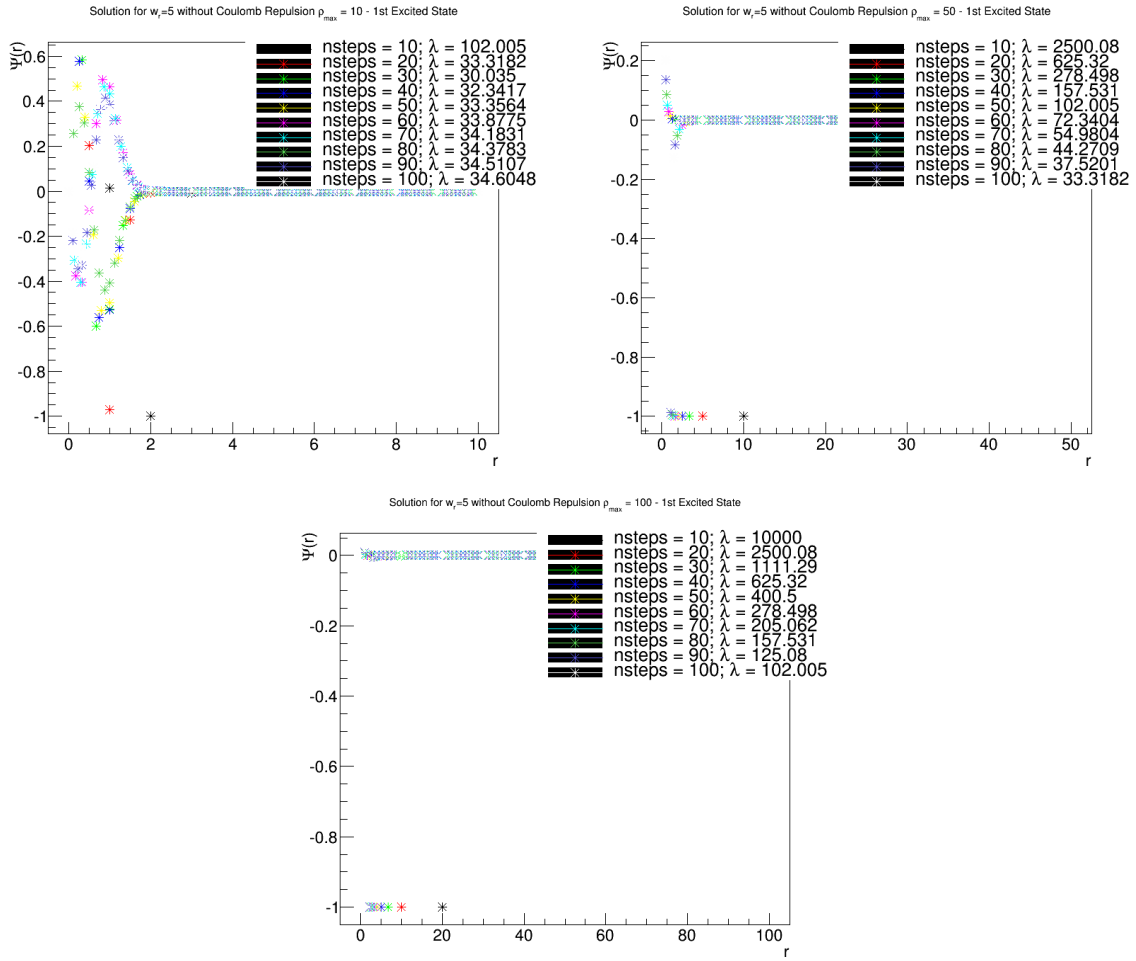 Solution for w_r=5 without Coulomb Repulsion ρ_max = 10 - 1st Excited State
Ψ(r)
0.6
0.4
0.2
0
-0.2
-0.4
-0.6
-0.8
-1
0 2 4 6 8 10
r
nsteps = 10; λ = 102.005
nsteps = 20; λ = 33.3182
nsteps = 30; λ = 30.035
nsteps = 40; λ = 32.3417
nsteps = 50; λ = 33.3564
nsteps = 60; λ = 33.8775
nsteps = 70; λ = 34.1831
nsteps = 80; λ = 34.3783
nsteps = 90; λ = 34.5107
nsteps = 100; λ = 34.6048
Solution for w_r=5 without Coulomb Repulsion ρ_max = 50 - 1st Excited State
Ψ(r)
0.2
0
-0.2
-0.4
-0.6
-0.8
-1
0 10 20 30 40 50
r
nsteps = 10; λ = 2500.08
nsteps = 20; λ = 625.32
nsteps = 30; λ = 278.498
nsteps = 40; λ = 157.531
nsteps = 50; λ = 102.005
nsteps = 60; λ = 72.3404
nsteps = 70; λ = 54.9804
nsteps = 80; λ = 44.2709
nsteps = 90; λ = 37.5201
nsteps = 100; λ = 33.3182
Solution for w_r=5 without Coulomb Repulsion ρ_max = 100 - 1st Excited State
Ψ(r)
0
-0.2
-0.4
-0.6
-0.8
-1
0 20 40 60 80 100
r
nsteps = 10; λ = 10000
nsteps = 20; λ = 2500.08
nsteps = 30; λ = 1111.29
nsteps = 40; λ = 625.32
nsteps = 50; λ = 400.5
nsteps = 60; λ = 278.498
nsteps = 70; λ = 205.062
nsteps = 80; λ = 157.531
nsteps = 90; λ = 125.08
nsteps = 100; λ = 102.005